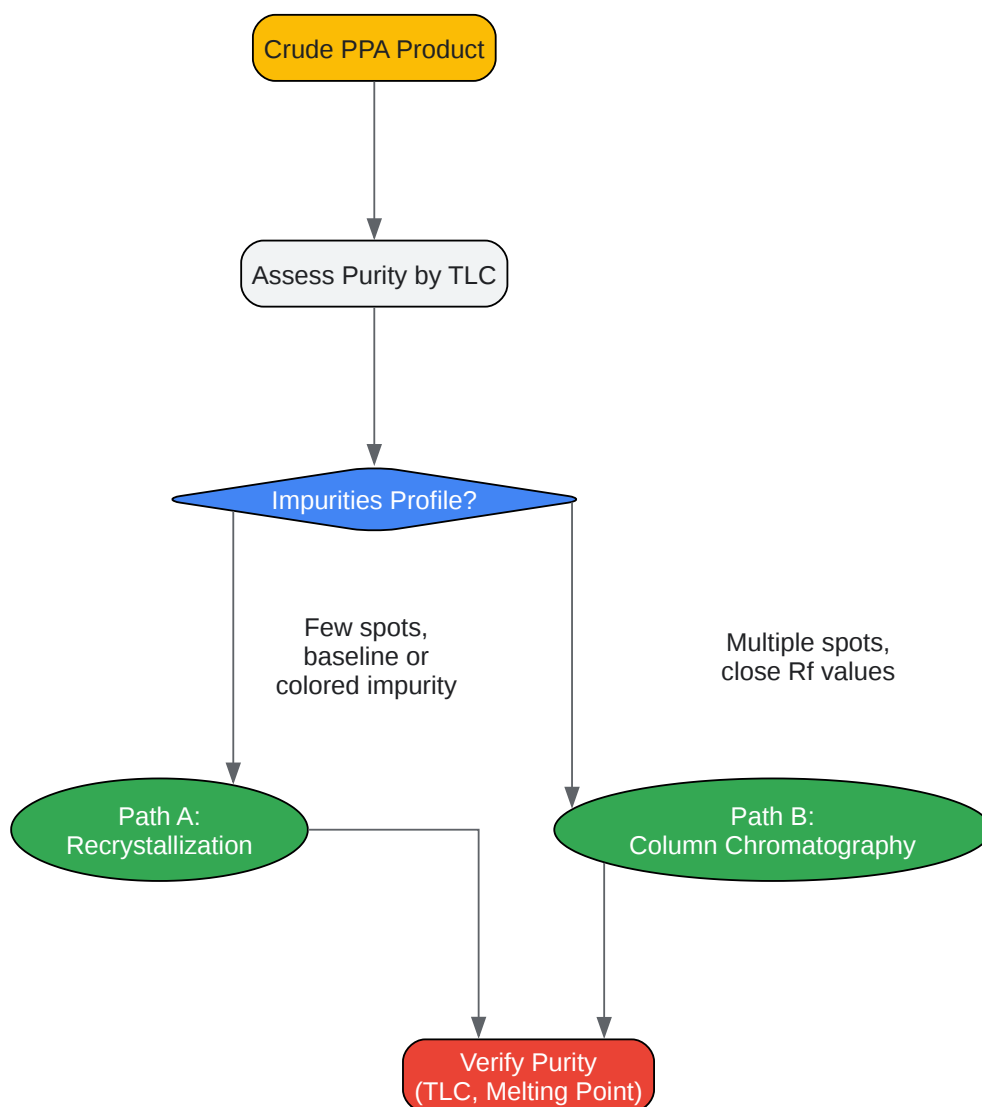 Crude PPA Product
Assess Purity by TLC
Impurities Profile?
Few spots,
baseline or
colored impurity
Multiple spots,
close Rf values
Path A:
Recrystallization
Path B:
Column Chromatography
Verify Purity
(TLC, Melting Point)